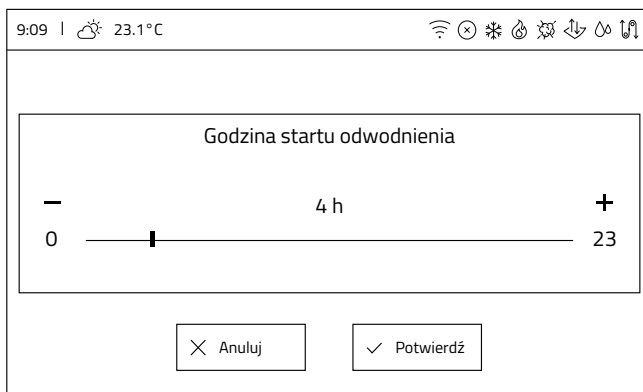 9:09 | 23.1°C
Godzina startu odwodnienia
− 4 h +
0 23
Anuluj Potwierdź